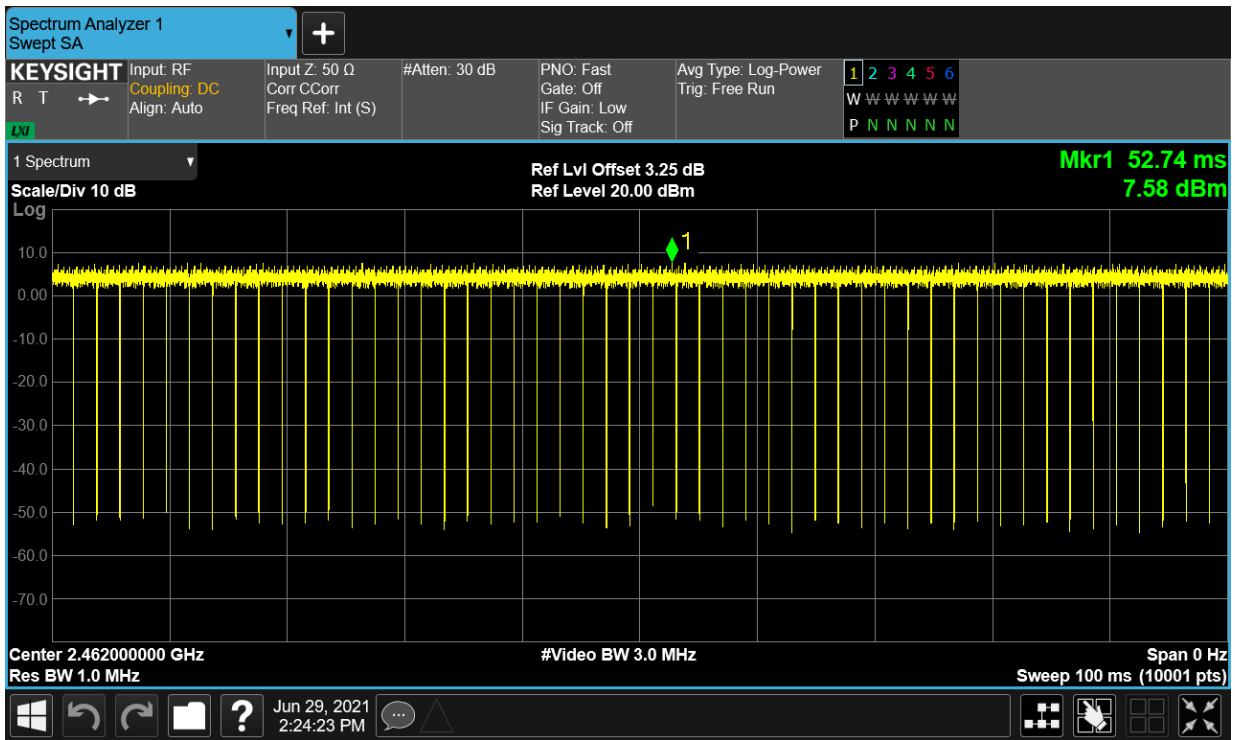 Spectrum Analyzer 1
Swept SA
+
KEYSIGHT
R T
LXI
Input: RF
Coupling: DC
Align: Auto
Input Z: 50 Ω
Corr CCorr
Freq Ref: Int (S)
#Atten: 30 dB
PNO: Fast
Gate: Off
IF Gain: Low
Sig Track: Off
Avg Type: Log-Power
Trig: Free Run
1 2 3 4 5 6
W W W W W W
P N N N N N
1 Spectrum
Scale/Div 10 dB
Ref Lvl Offset 3.25 dB
Ref Level 20.00 dBm
Mkr1 52.74 ms
7.58 dBm
Log
1
10.0
0.00
-10.0
-20.0
-30.0
-40.0
-50.0
-60.0
-70.0
Center 2.462000000 GHz
Res BW 1.0 MHz
#Video BW 3.0 MHz
Span 0 Hz
Sweep 100 ms (10001 pts)
?
Jun 29, 2021
2:24:23 PM